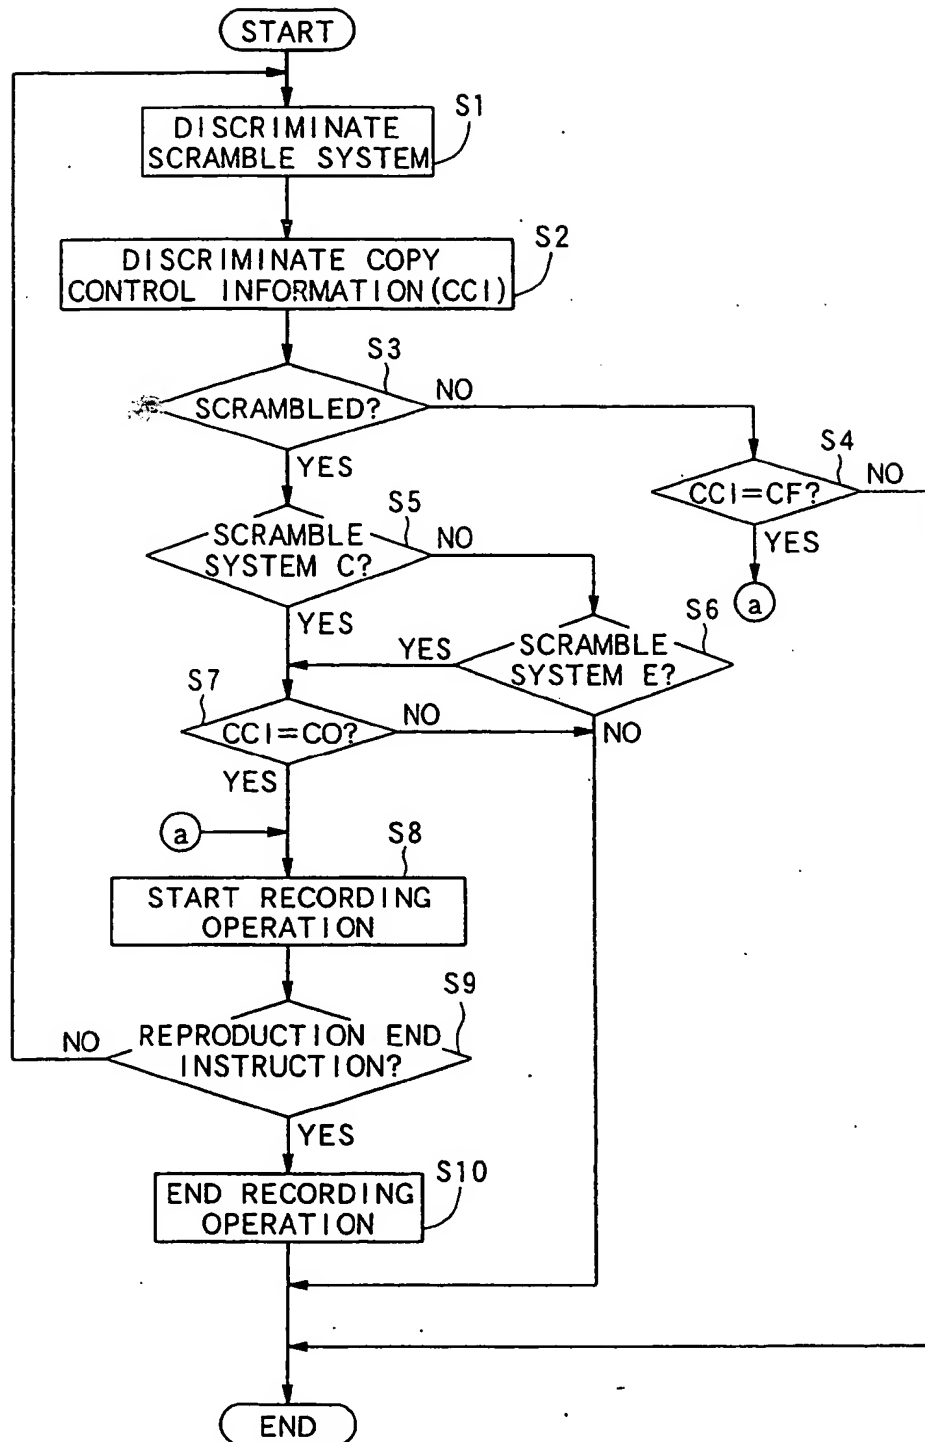 START
S1
DISCRIMINATE
SCRAMBLE SYSTEM
S2
DISCRIMINATE COPY
CONTROL INFORMATION(CCI)
S3
SCRAMBLED?
NO
YES
S4
CCI=CF?
NO
YES
a
S5
SCRAMBLE
SYSTEM C?
NO
YES
S6
SCRAMBLE
SYSTEM E?
YES
NO
S7
CCI=CO?
NO
YES
a
S8
START RECORDING
OPERATION
S9
REPRODUCTION END
INSTRUCTION?
NO
YES
S10
END RECORDING
OPERATION
END